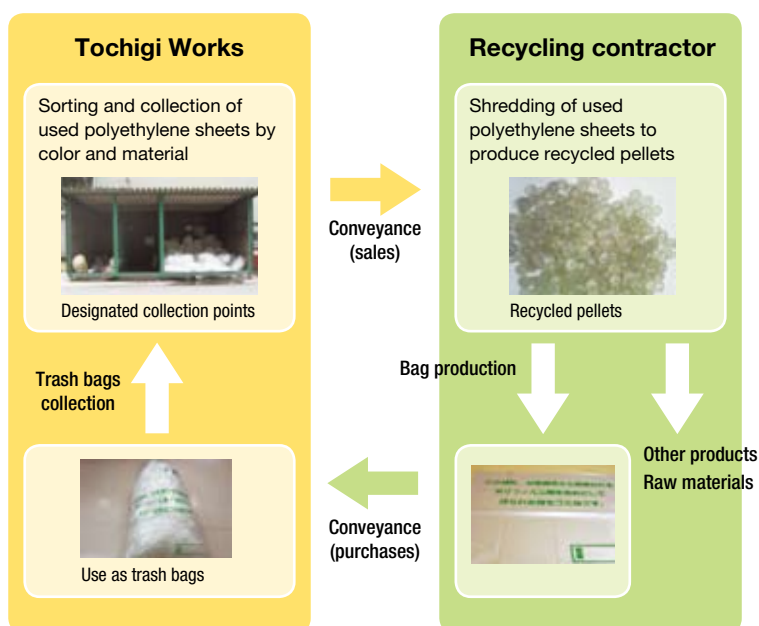 Tochigi Works
Sorting and collection of
used polyethylene sheets by
color and material
Designated collection points
Trash bags
collection
Use as trash bags
Conveyance
(sales)
Conveyance
(purchases)
Recycling contractor
Shredding of used
polyethylene sheets to
produce recycled pellets
Recycled pellets
Bag production
Other products
Raw materials